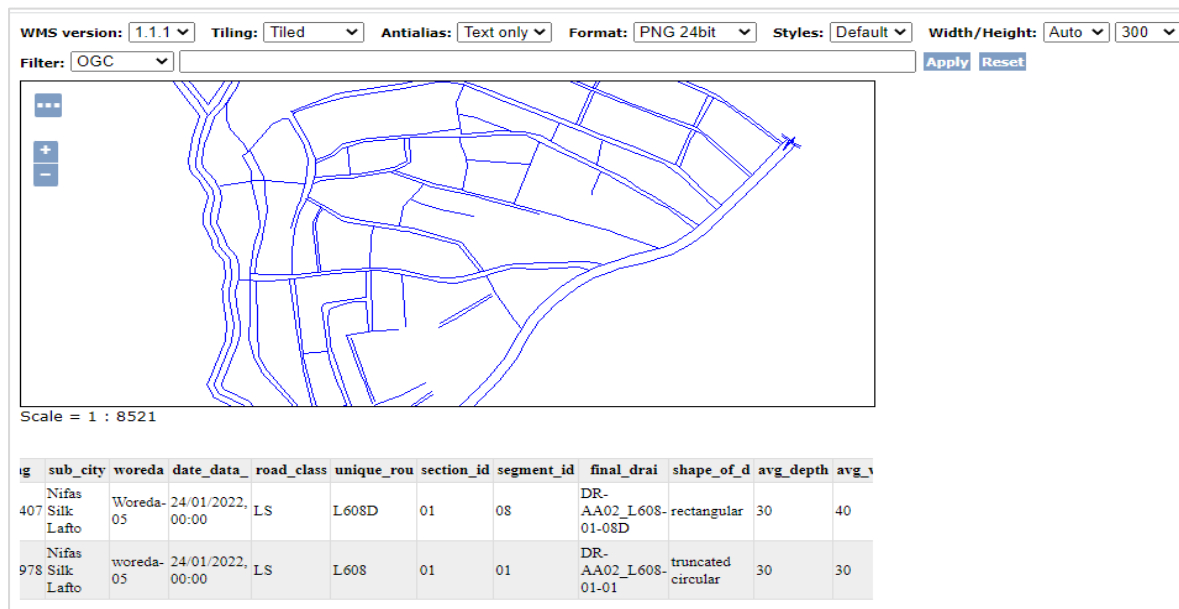 WMS version: 1.1.1 Tiling: Tiled Antialias: Text only Format: PNG 24bit Styles: Default Width/Height: Auto 300
Filter: OGC Apply Reset
...
+
−
Scale = 1 : 8521
g sub_city woreda date_data_ road_class unique_rou section_id segment_id final_drai shape_of_d avg_depth avg_v
407 Nifas Silk Lafto Woreda-05 24/01/2022, 00:00 LS L608D 01 08 DR-AA02_L608-01-08D rectangular 30 40
978 Nifas Silk Lafto woreda-05 24/01/2022, 00:00 LS L608 01 01 DR-AA02_L608-01-01 truncated circular 30 30